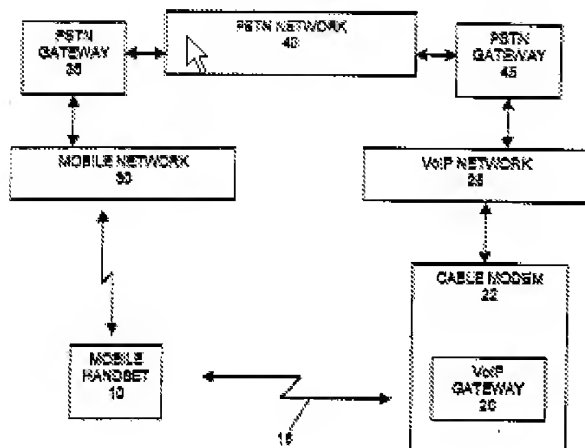 PSTN NETWORK
40
PSTN
GATEWAY
35
PSTN
GATEWAY
45
MOBILE NETWORK
30
VoIP NETWORK
25
CABLE MODEM
22
MOBILE
HANDSET
10
VoIP
GATEWAY
20
15